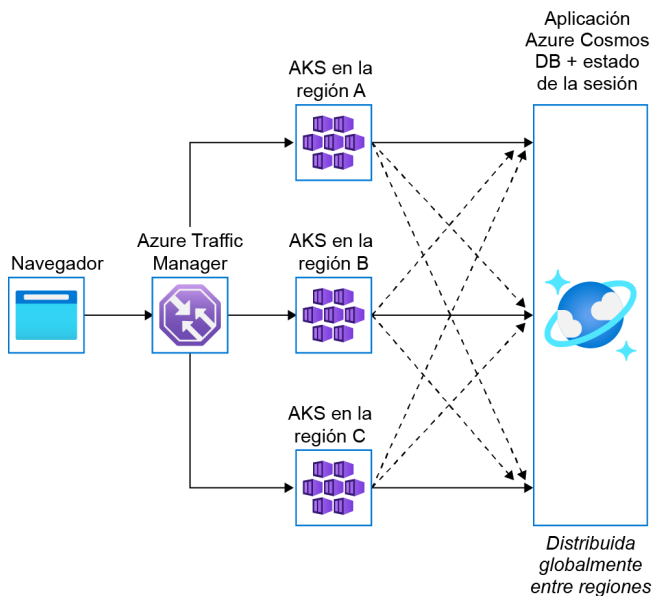 Aplicación
Azure Cosmos
DB + estado
de la sesión
AKS en la
región A
Navegador
Azure Traffic
Manager
AKS en la
región B
AKS en la
región C
Distribuida
globalmente
entre regiones